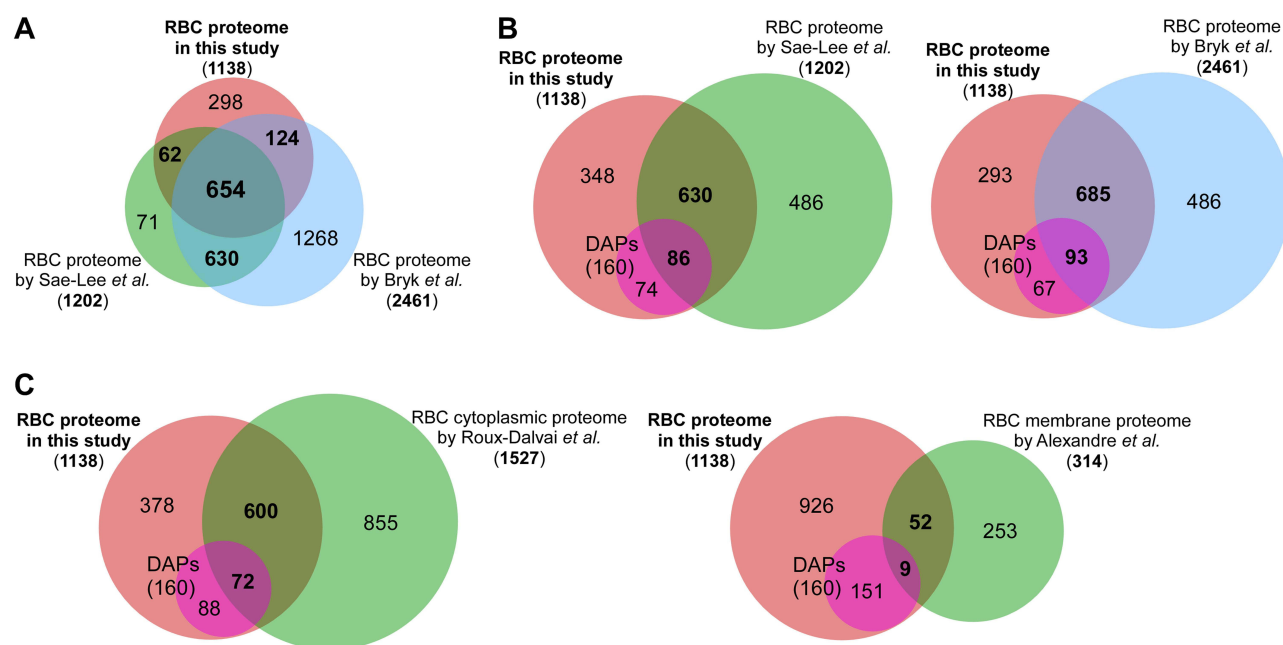 A
RBC proteome
in this study
(1138)
298
124
62
654
71
1268
630
RBC proteome
by Sae-Lee et al.
(1202)
RBC proteome
by Bryk et al.
(2461)
B
RBC proteome
in this study
(1138)
RBC proteome
by Sae-Lee et al.
(1202)
348
630
486
DAPs
(160)
86
74
RBC proteome
in this study
(1138)
RBC proteome
by Bryk et al.
(2461)
293
685
486
DAPs
(160)
93
67
C
RBC proteome
in this study
(1138)
RBC cytoplasmic proteome
by Roux-Dalvai et al.
(1527)
378
600
855
DAPs
(160)
72
88
RBC proteome
in this study
(1138)
RBC membrane proteome
by Alexandre et al.
(314)
926
52
253
DAPs
(160)
9
151